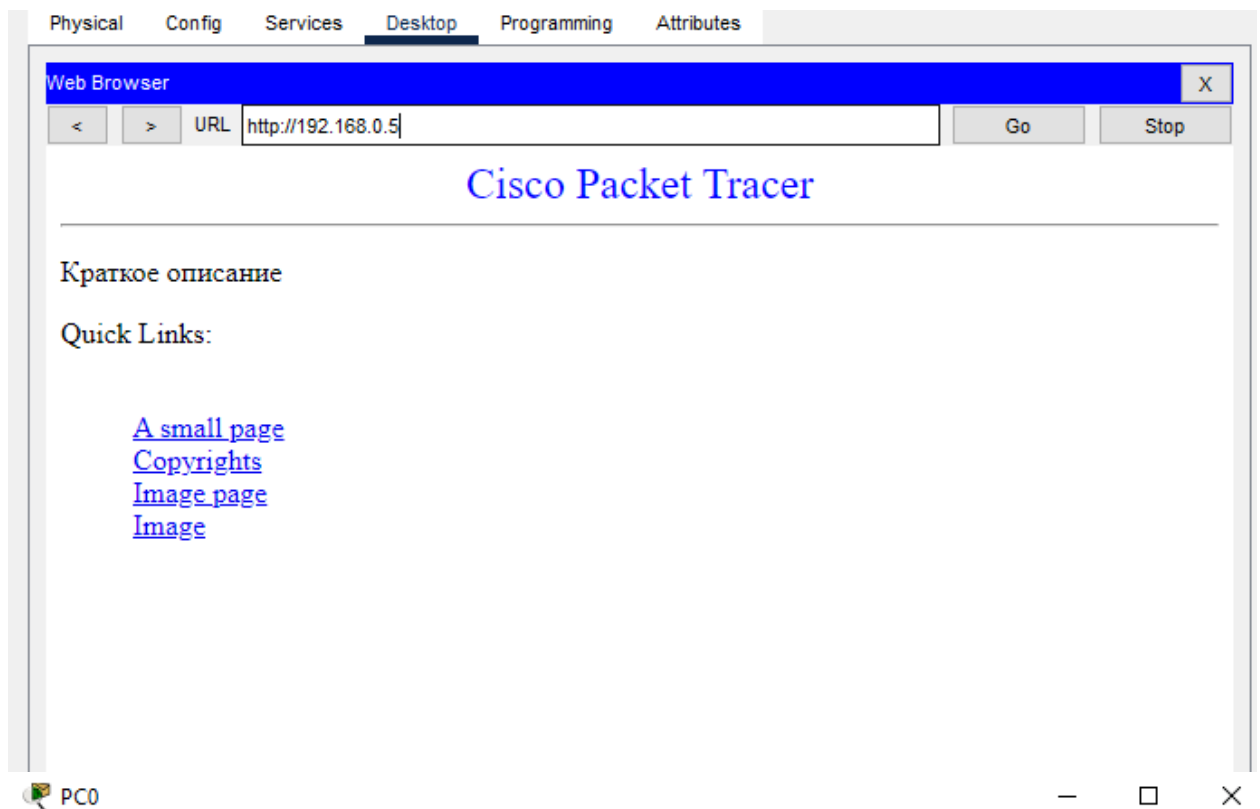 Physical Config Services Desktop Programming Attributes
Web Browser X
< > URL http://192.168.0.5 Go Stop
Cisco Packet Tracer
Краткое описание
Quick Links:
A small page
Copyrights
Image page
Image
PC0